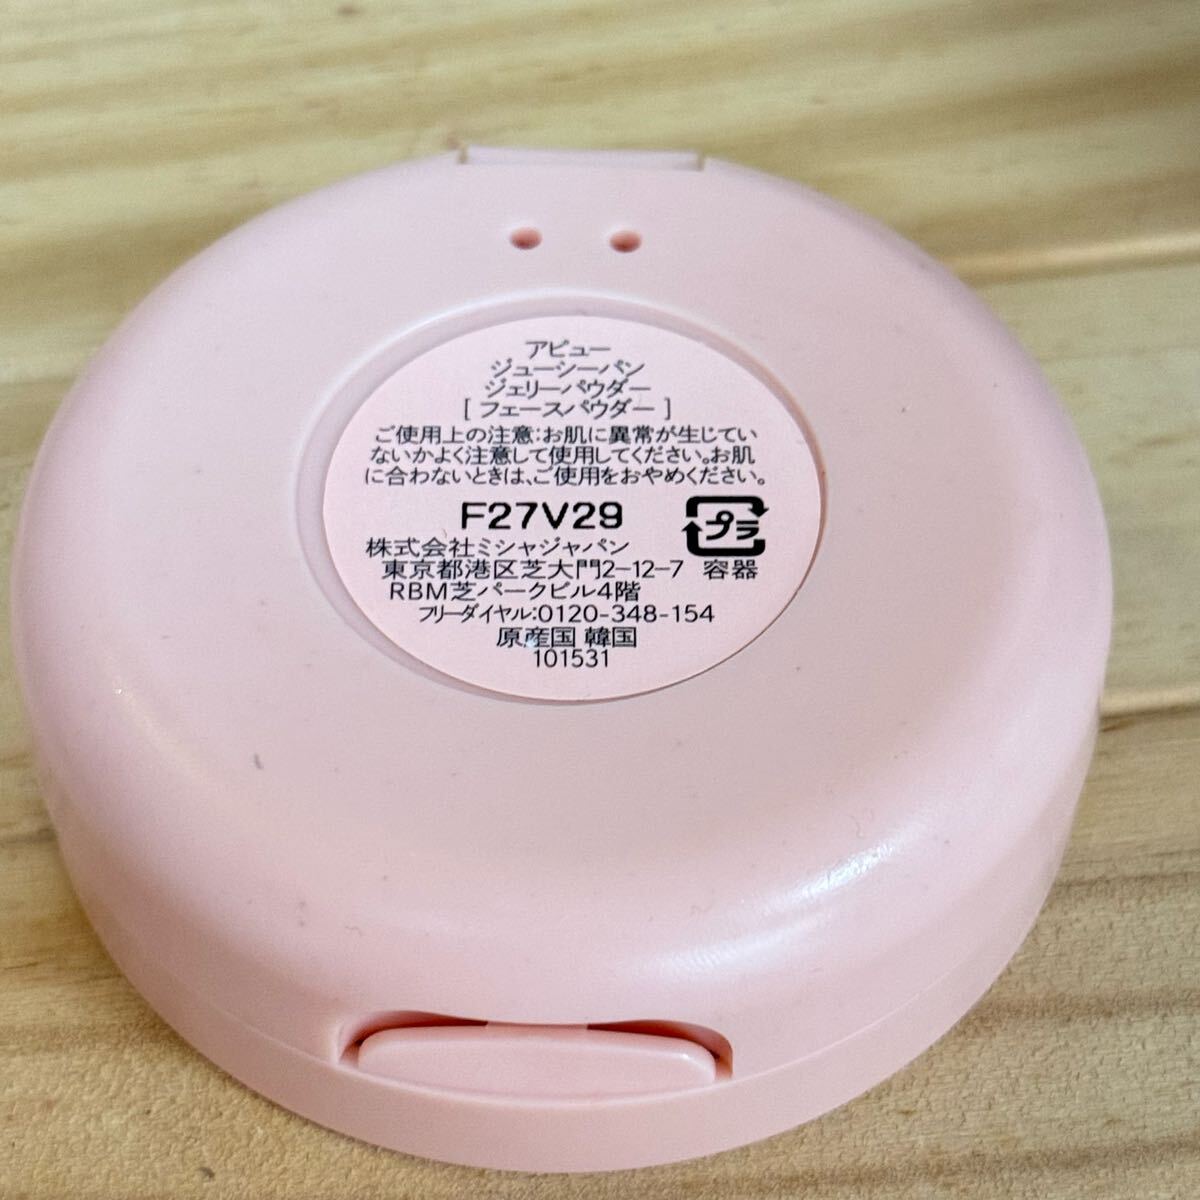 アピュー
ジューシーパン
ジェリーパウダー
[ フェースパウダー ]
ご使用上の注意:お肌に異常が生じてい
ないかよく注意して使用してください。お肌
に合わないときは、ご使用をおやめください。
F27V29
プラ
株式会社ミシャジャパン
東京都港区芝大門2-12-7 容器
RBM芝パークビル4階
フリーダイヤル:0120-348-154
原産国 韓国
101531